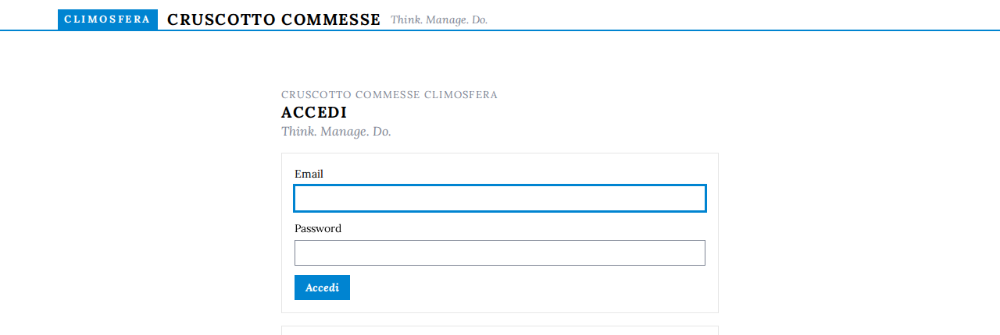 CLIMOSFERA CRUSCOTTO COMMESSE Think. Manage. Do.
CRUSCOTTO COMMESSE CLIMOSFERA
ACCEDI
Think. Manage. Do.
Email
Password
Accedi